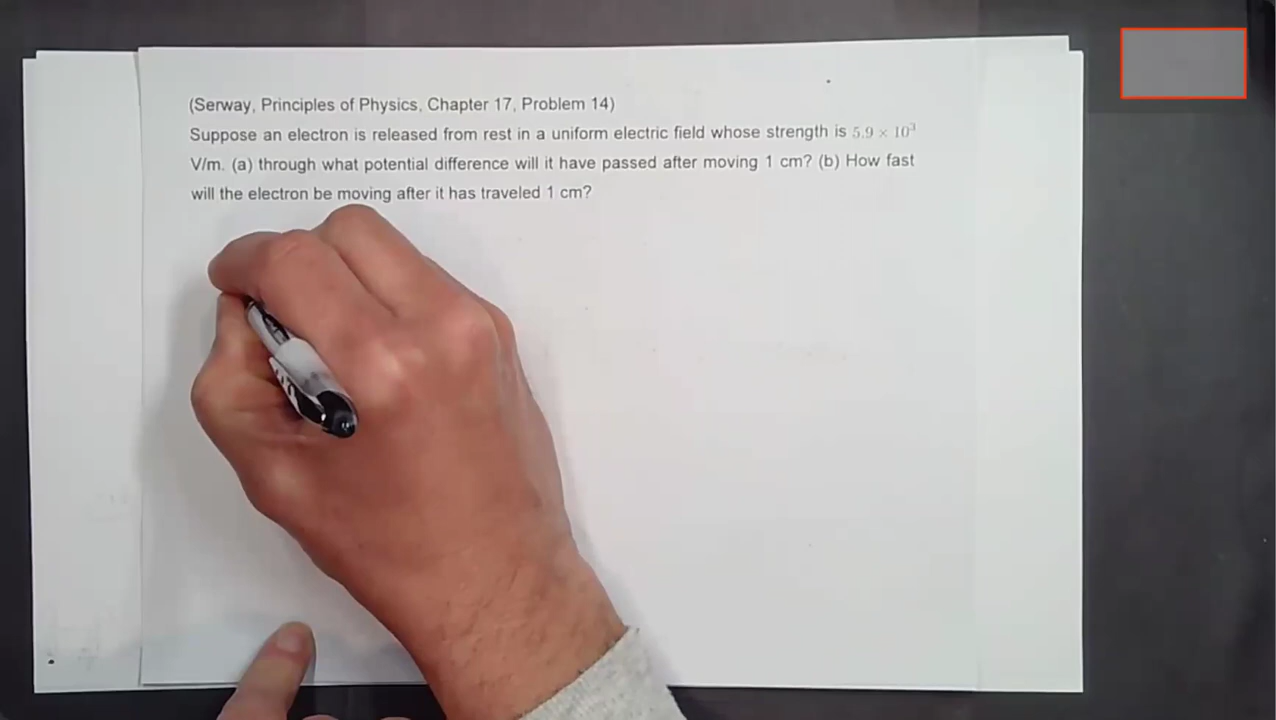 (Serway, Principles of Physics, Chapter 17, Problem 14)
Suppose an electron is released from rest in a uniform electric field whose strength is 5.9 × 10³
V/m. (a) through what potential difference will it have passed after moving 1 cm? (b) How fast
will the electron be moving after it has traveled 1 cm?